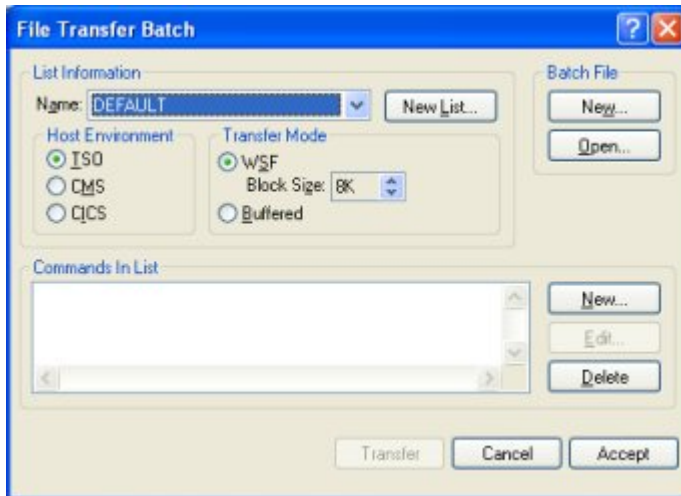 File Transfer Batch
List Information
Name: DEFAULT
New List...
Batch File
New...
Open...
Host Environment
TSO
CMS
CICS
Transfer Mode
WSF
Block Size: 8K
Buffered
Commands In List
New...
Edit...
Delete
Transfer
Cancel
Accept